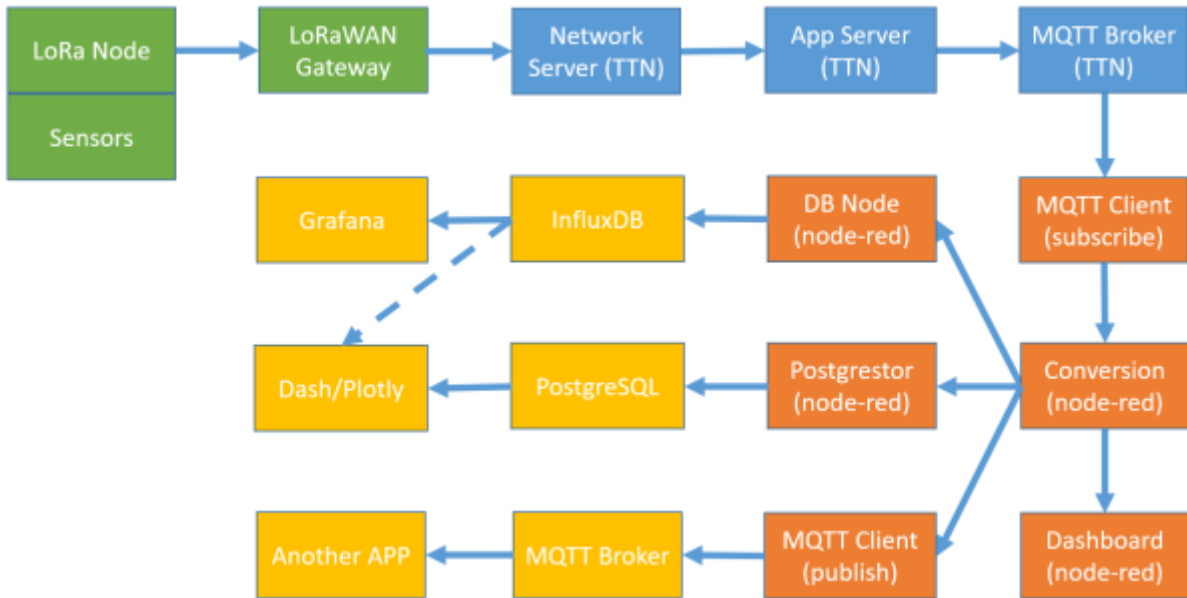 LoRa Node
LoRaWAN
Gateway
Network
Server (TTN)
App Server
(TTN)
MQTT Broker
(TTN)
Sensors
Grafana
InfluxDB
DB Node
(node-red)
MQTT Client
(subscribe)
Dash/Plotly
PostgreSQL
Postgrestor
(node-red)
Conversion
(node-red)
Another APP
MQTT Broker
MQTT Client
(publish)
Dashboard
(node-red)